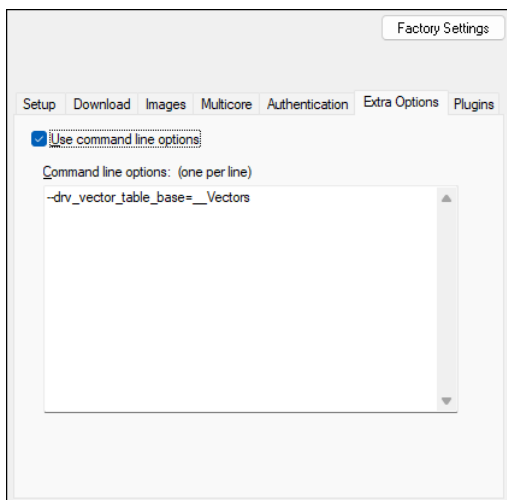 Factory Settings
Setup Download Images Multicore Authentication Extra Options Plugins
Use command line options
Command line options: (one per line)
--drv_vector_table_base=__Vectors